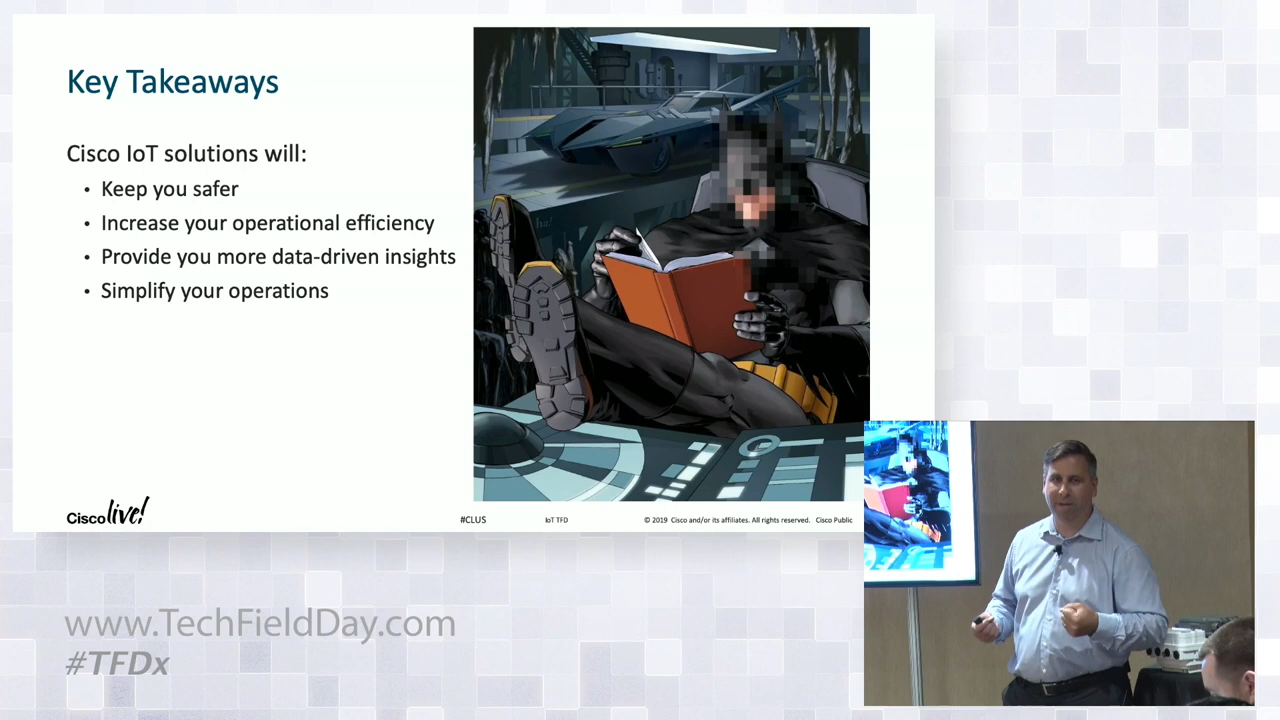 Key Takeaways
Cisco IoT solutions will:
• Keep you safer
• Increase your operational efficiency
• Provide you more data-driven insights
• Simplify your operations
Cisco live!
#CLUS
IoT TFD
© 2019 Cisco and/or its affiliates. All rights reserved. Cisco Public
www.TechFieldDay.com
#TFDx